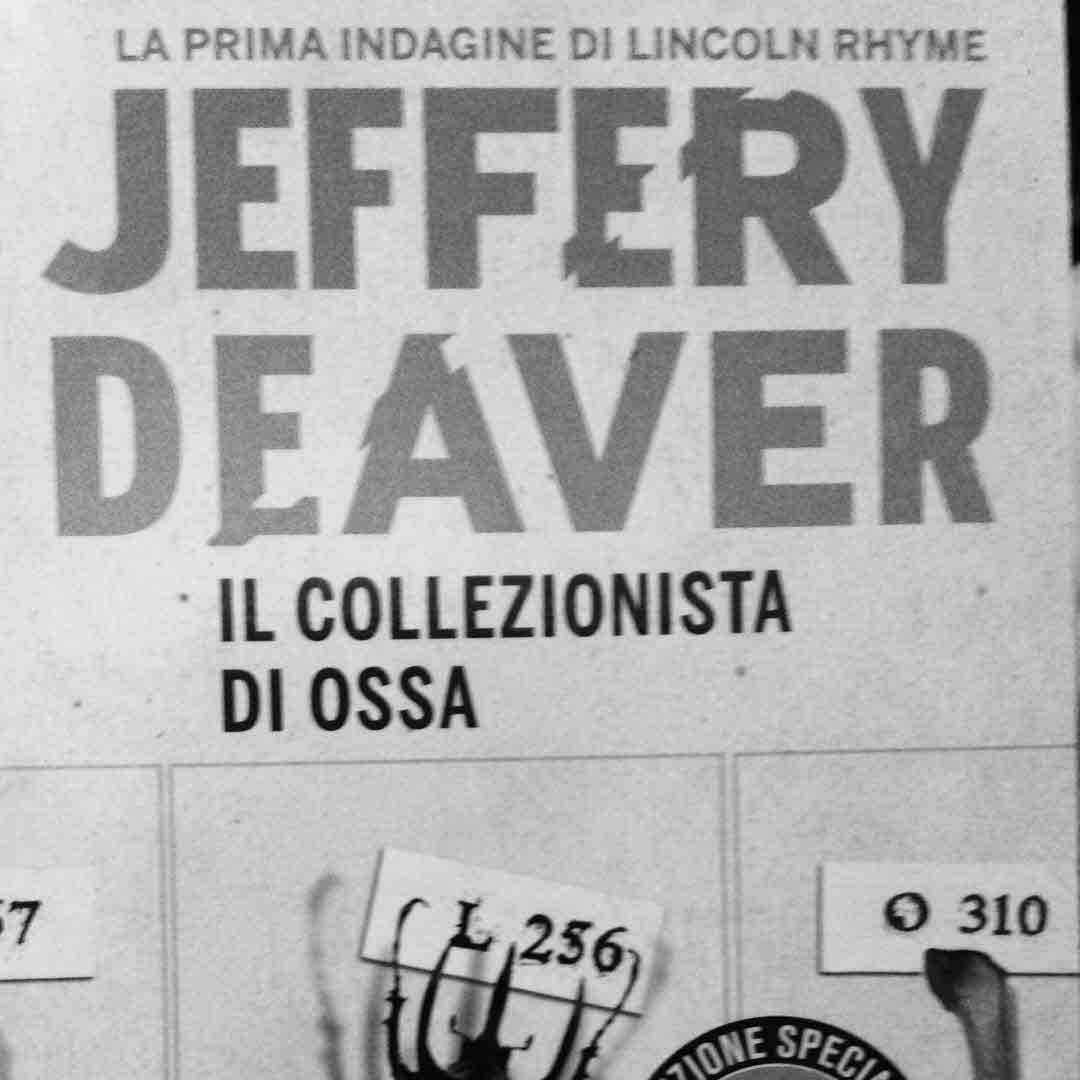 LA PRIMA INDAGINE DI LINCOLN RHYME
JEFFERY
DEAVER
IL COLLEZIONISTA
DI OSSA
L 256
O 310